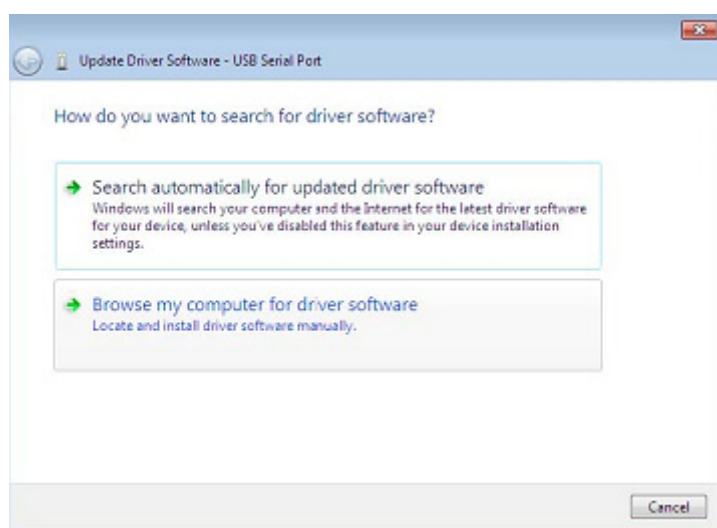 Update Driver Software - USB Serial Port
How do you want to search for driver software?
Search automatically for updated driver software
Windows will search your computer and the Internet for the latest driver software
for your device, unless you've disabled this feature in your device installation
settings.
Browse my computer for driver software
Locate and install driver software manually.
Cancel